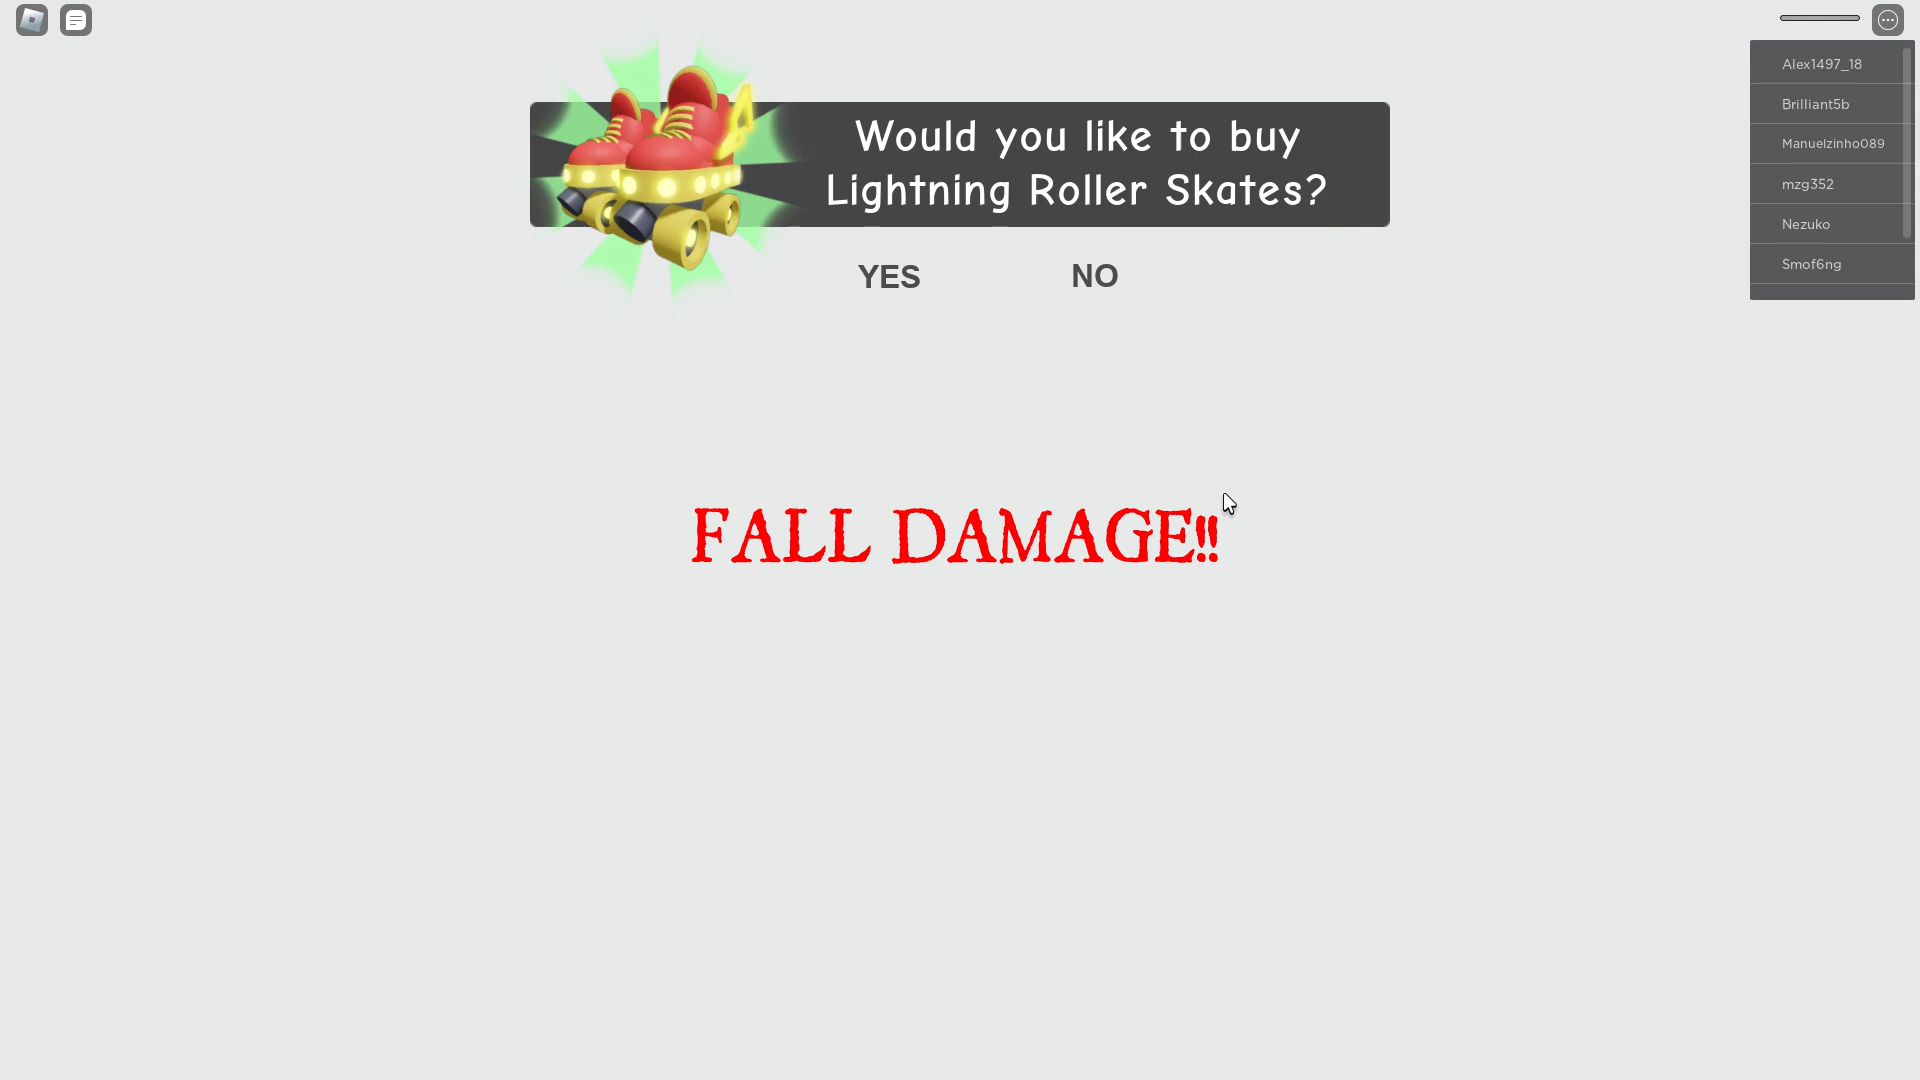 Would you like to buy
Lightning Roller Skates?
YES
NO
FALL DAMAGE!!
Alex1497_18
Brilliant5b
Manuelzinho089
mzg352
Nezuko
Smof6ng